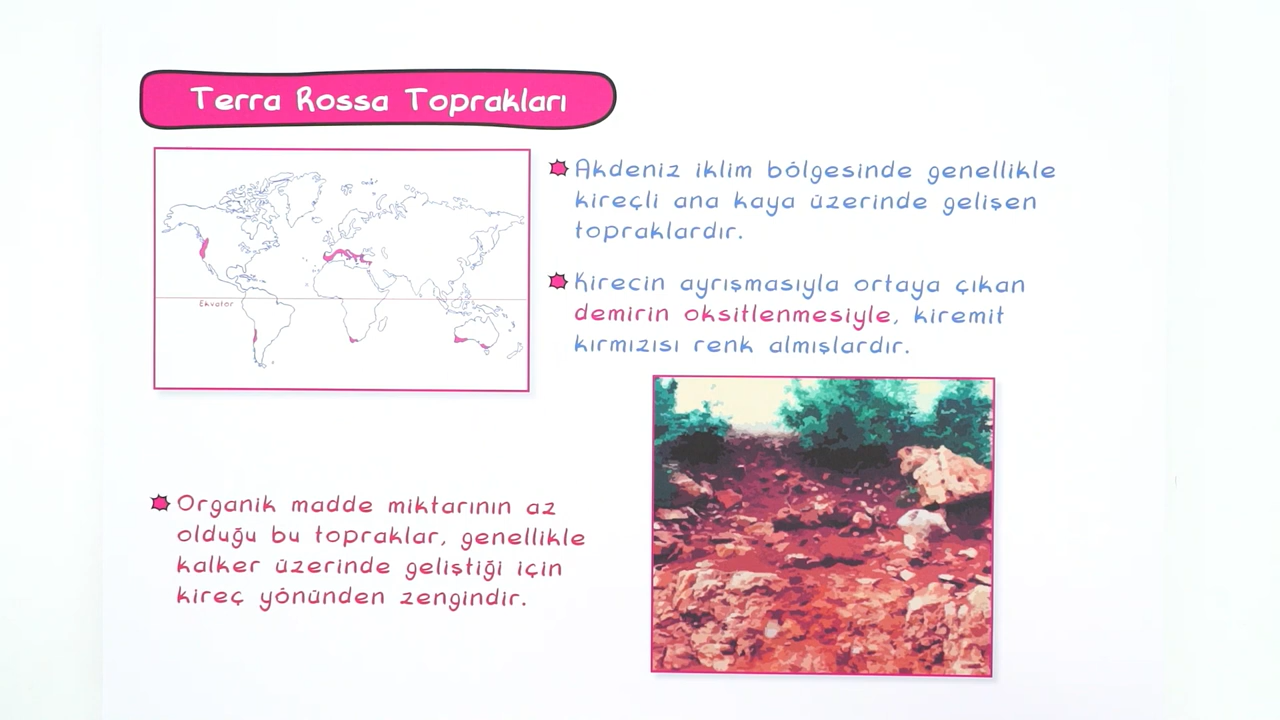 Terra Rossa Toprakları
Ekvator
Akdeniz iklim bölgesinde genellikle
kireçli ana kaya üzerinde gelişen
topraklardır.
Kirecin ayrışmasıyla ortaya çıkan
demirin oksitlenmesiyle, kiremit
kırmızısı renk almışlardır.
Organik madde miktarının az
olduğu bu topraklar, genellikle
kalker üzerinde geliştiği için
kireç yönünden zengindir.